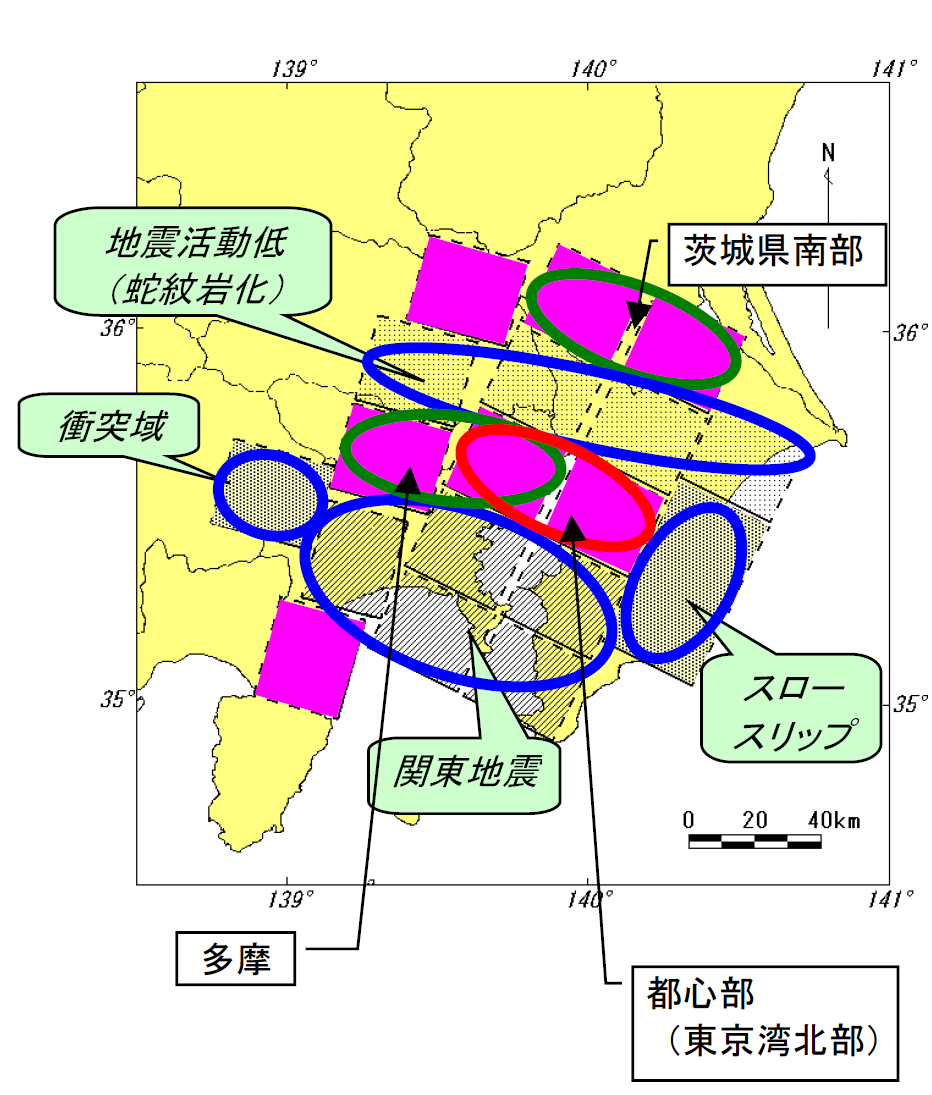 139°
140°
141°
N
地震活動低
（蛇紋岩化）
茨城県南部
36°
36°
衝突域
スロー
スリップ
35°
35°
関東地震
0 20 40km
139°
140°
141°
多摩
都心部
（東京湾北部）